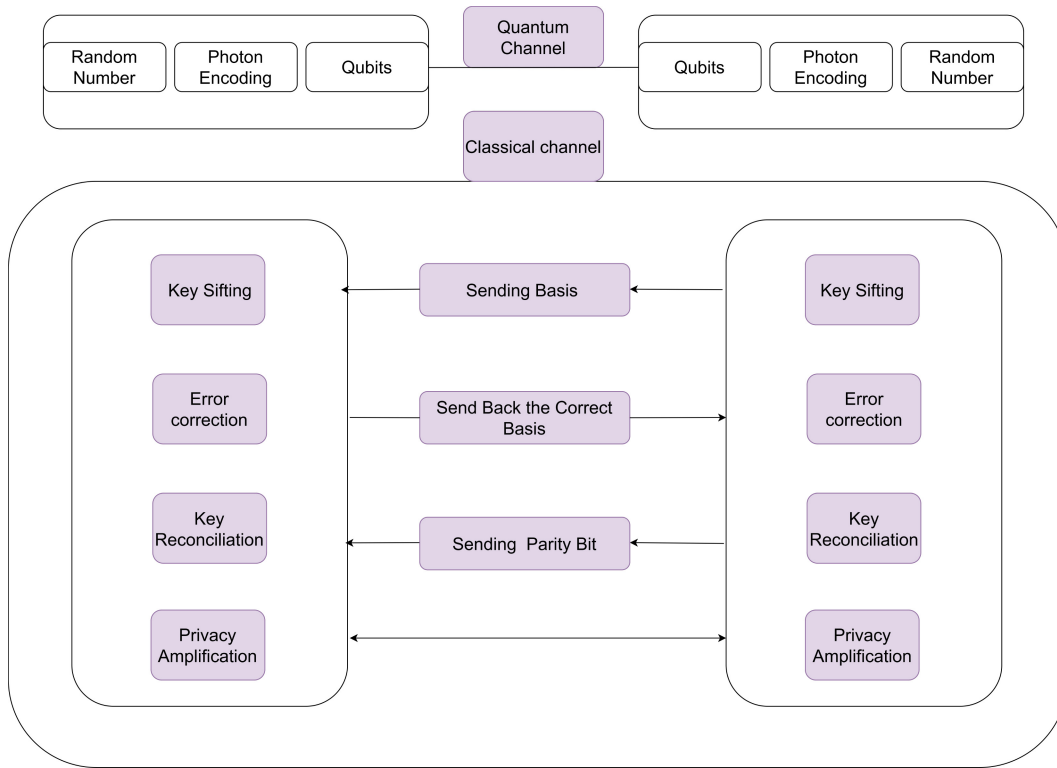 Random
Number
Photon
Encoding
Qubits
Quantum
Channel
Qubits
Photon
Encoding
Random
Number
Classical channel
Key Sifting
Sending Basis
Key Sifting
Error
correction
Send Back the Correct
Basis
Error
correction
Key
Reconciliation
Sending Parity Bit
Key
Reconciliation
Privacy
Amplification
Privacy
Amplification